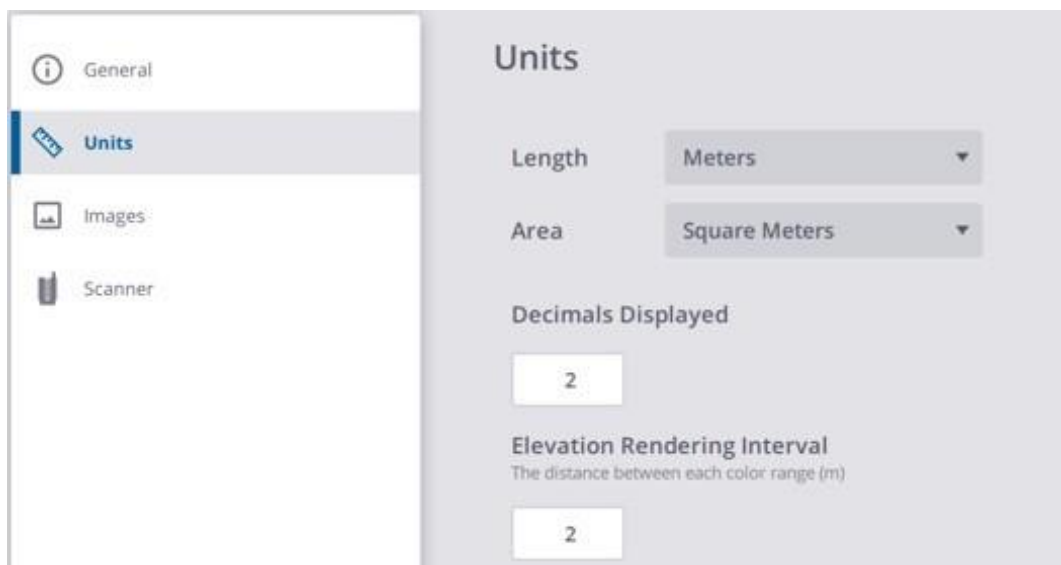 General
Units
Images
Scanner
Units
Length Meters
Area Square Meters
Decimals Displayed
2
Elevation Rendering Interval
The distance between each color range (m)
2